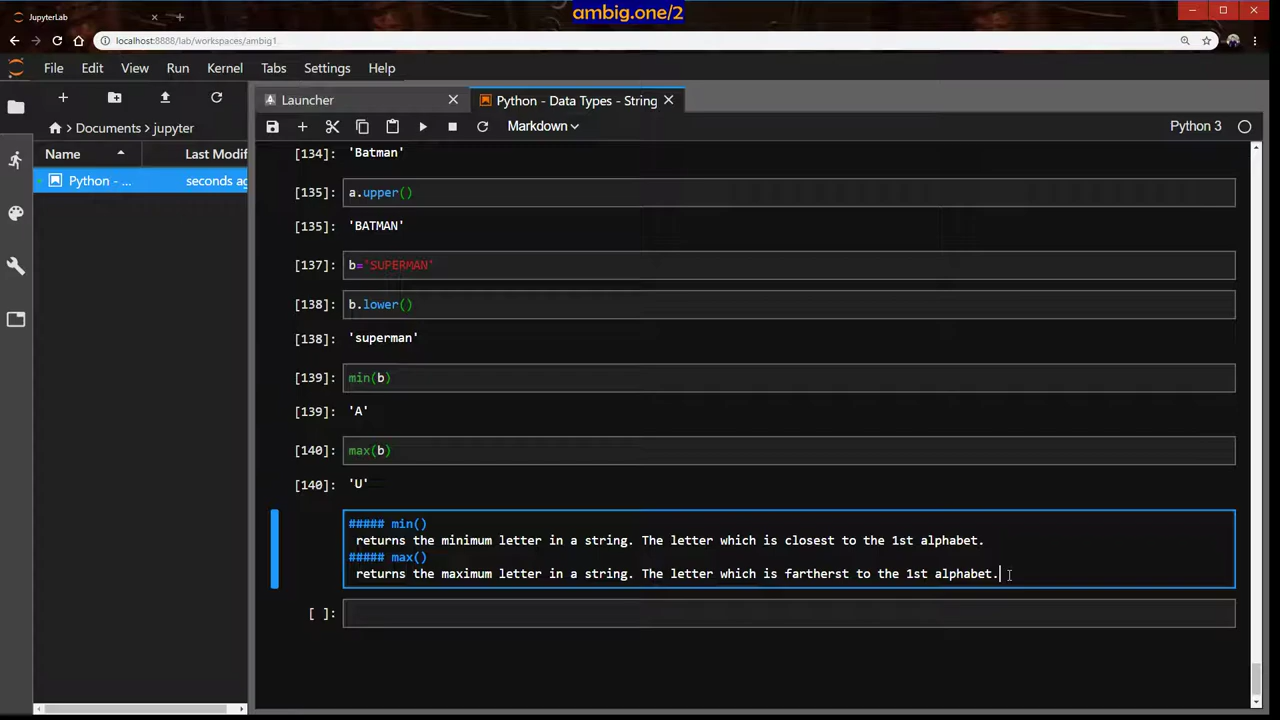 ambig.one/2
JupyterLab
localhost:8888/lab/workspaces/ambig1
File Edit View Run Kernel Tabs Settings Help
Launcher
Python - Data Types - String
Documents > jupyter
Markdown
Python 3
Name Last Modif
Python - ... seconds ag
[134]: 'Batman'
[135]: a.upper()
[135]: 'BATMAN'
[137]: b="SUPERMAN"
[138]: b.lower()
[138]: 'superman'
[139]: min(b)
[139]: 'A'
[140]: max(b)
[140]: 'U'
##### min()
returns the minimum letter in a string. The letter which is closest to the 1st alphabet.
##### max()
returns the maximum letter in a string. The letter which is fartherst to the 1st alphabet.
[ ]: